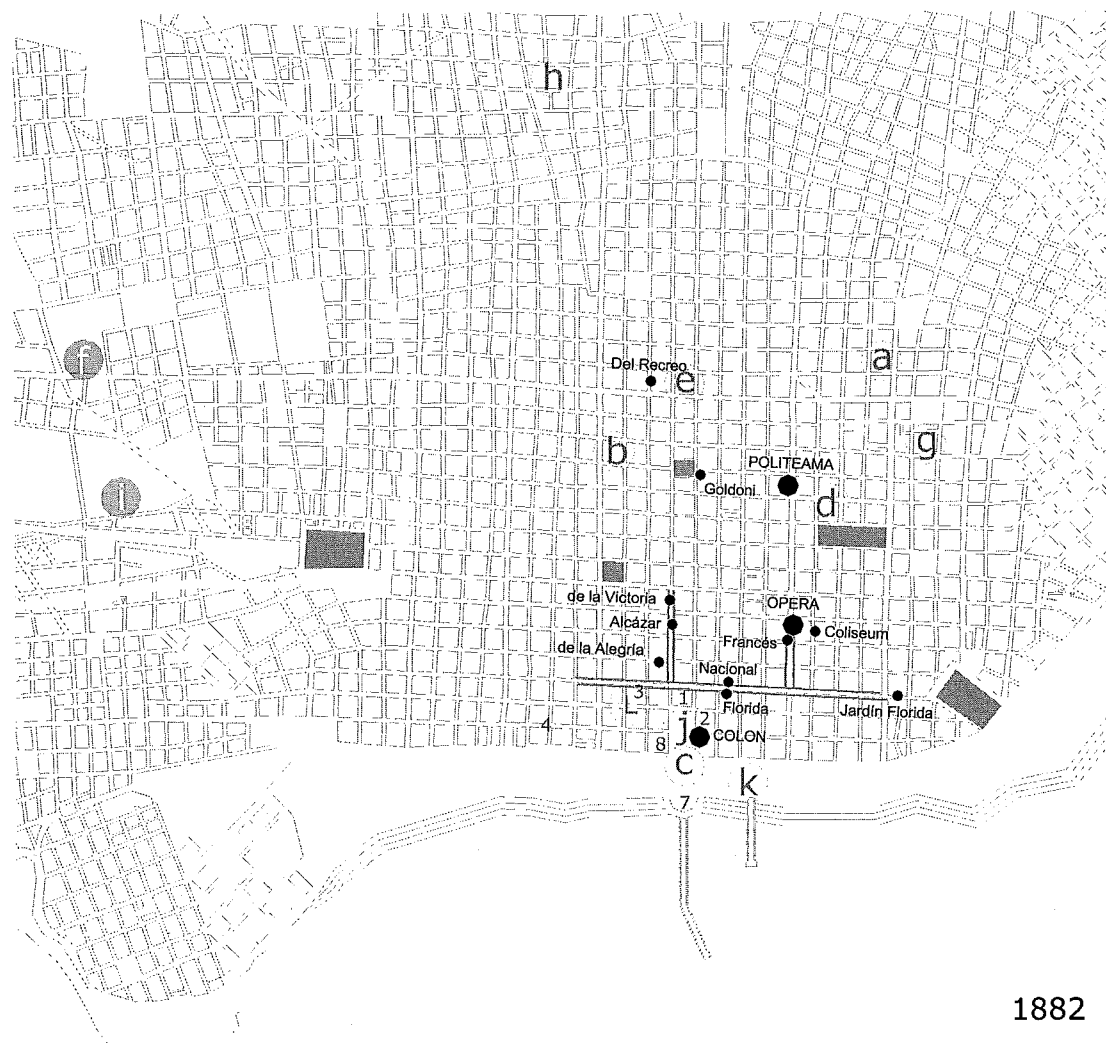 h
f
Del Recreo
e
a
b
g
POLITEAMA
Goldoni
d
i
de la Victoria
OPERA
Alcázar
Coliseum
Francés
de la Alegría
Nacional
3
1
L
Florida
Jardín Florida
4
2
j
COLON
8
c
k
7
1882